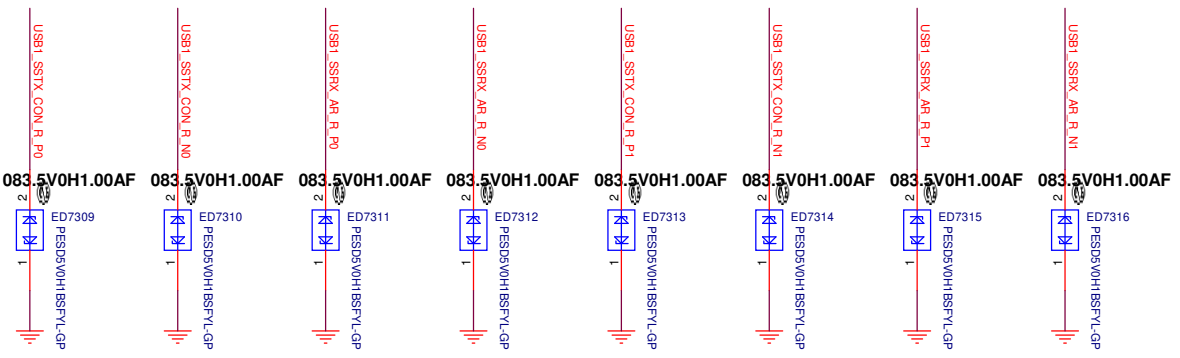 USB1_SSTX_CON_R_P0
USB1_SSTX_CON_R_N0
USB1_SSRX_AR_R_P0
USB1_SSRX_AR_R_N0
USB1_SSTX_CON_R_P1
USB1_SSTX_CON_R_N1
USB1_SSRX_AR_R_P1
USB1_SSRX_AR_R_N1
083.5V0H1.00AF 083.5V0H1.00AF 083.5V0H1.00AF 083.5V0H1.00AF 083.5V0H1.00AF 083.5V0H1.00AF 083.5V0H1.00AF 083.5V0H1.00AF
2 2 2 2 2 2 2 2
ED7309 ED7310 ED7311 ED7312 ED7313 ED7314 ED7315 ED7316
PESD5V0H1BSFYL-GP
PESD5V0H1BSFYL-GP
PESD5V0H1BSFYL-GP
PESD5V0H1BSFYL-GP
PESD5V0H1BSFYL-GP
PESD5V0H1BSFYL-GP
PESD5V0H1BSFYL-GP
PESD5V0H1BSFYL-GP
1 1 1 1 1 1 1 1